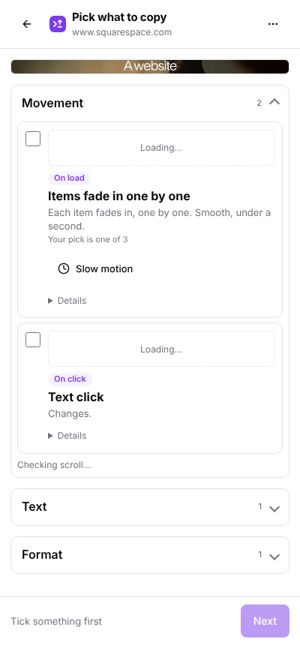 Pick what to copy
www.squarespace.com
A website
Movement
2
Loading...
On load
Items fade in one by one
Each item fades in, one by one. Smooth, under a
second.
Your pick is one of 3
Slow motion
Details
Loading...
On click
Text click
Changes.
Details
Checking scroll...
Text
1
Format
1
Tick something first
Next